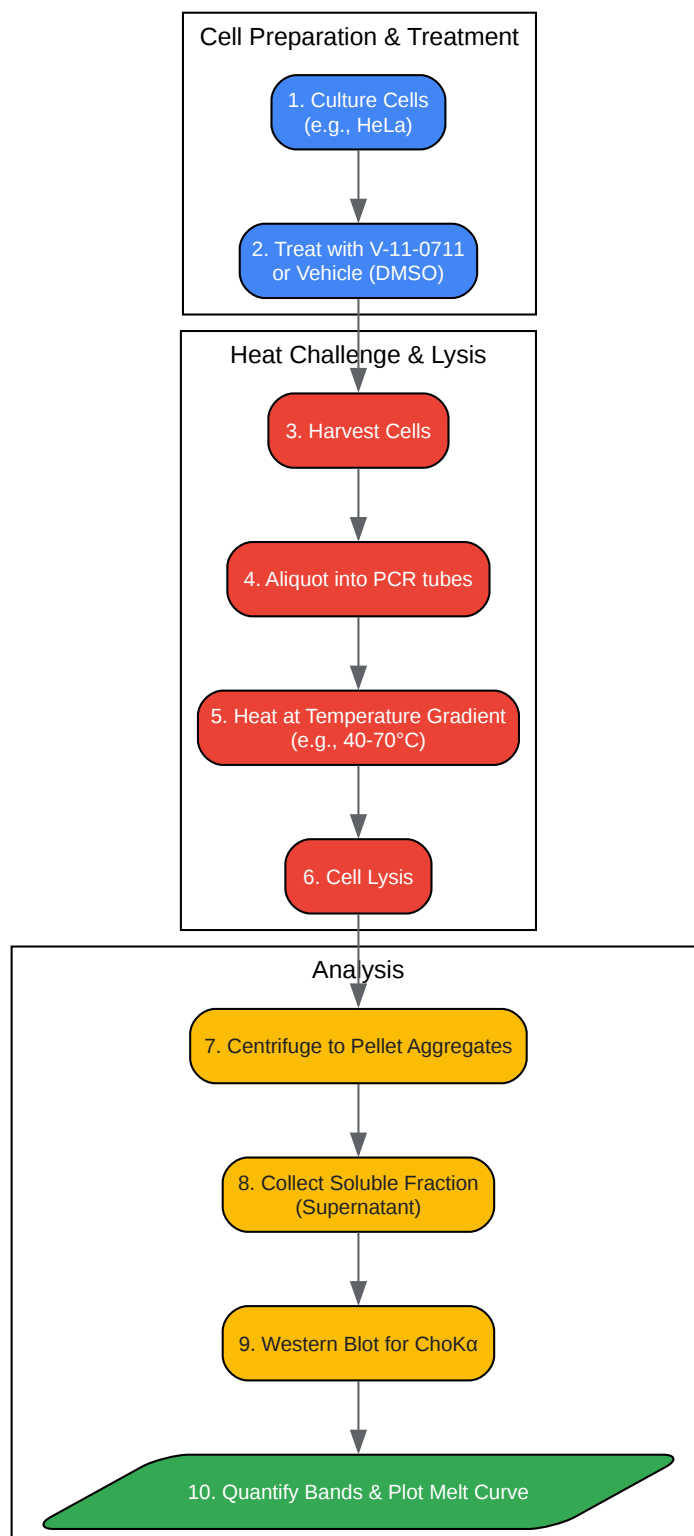 Cell Preparation & Treatment
1. Culture Cells
(e.g., HeLa)
2. Treat with V-11-0711
or Vehicle (DMSO)
Heat Challenge & Lysis
3. Harvest Cells
4. Aliquot into PCR tubes
5. Heat at Temperature Gradient
(e.g., 40-70°C)
6. Cell Lysis
Analysis
7. Centrifuge to Pellet Aggregates
8. Collect Soluble Fraction
(Supernatant)
9. Western Blot for ChoKα
10. Quantify Bands & Plot Melt Curve